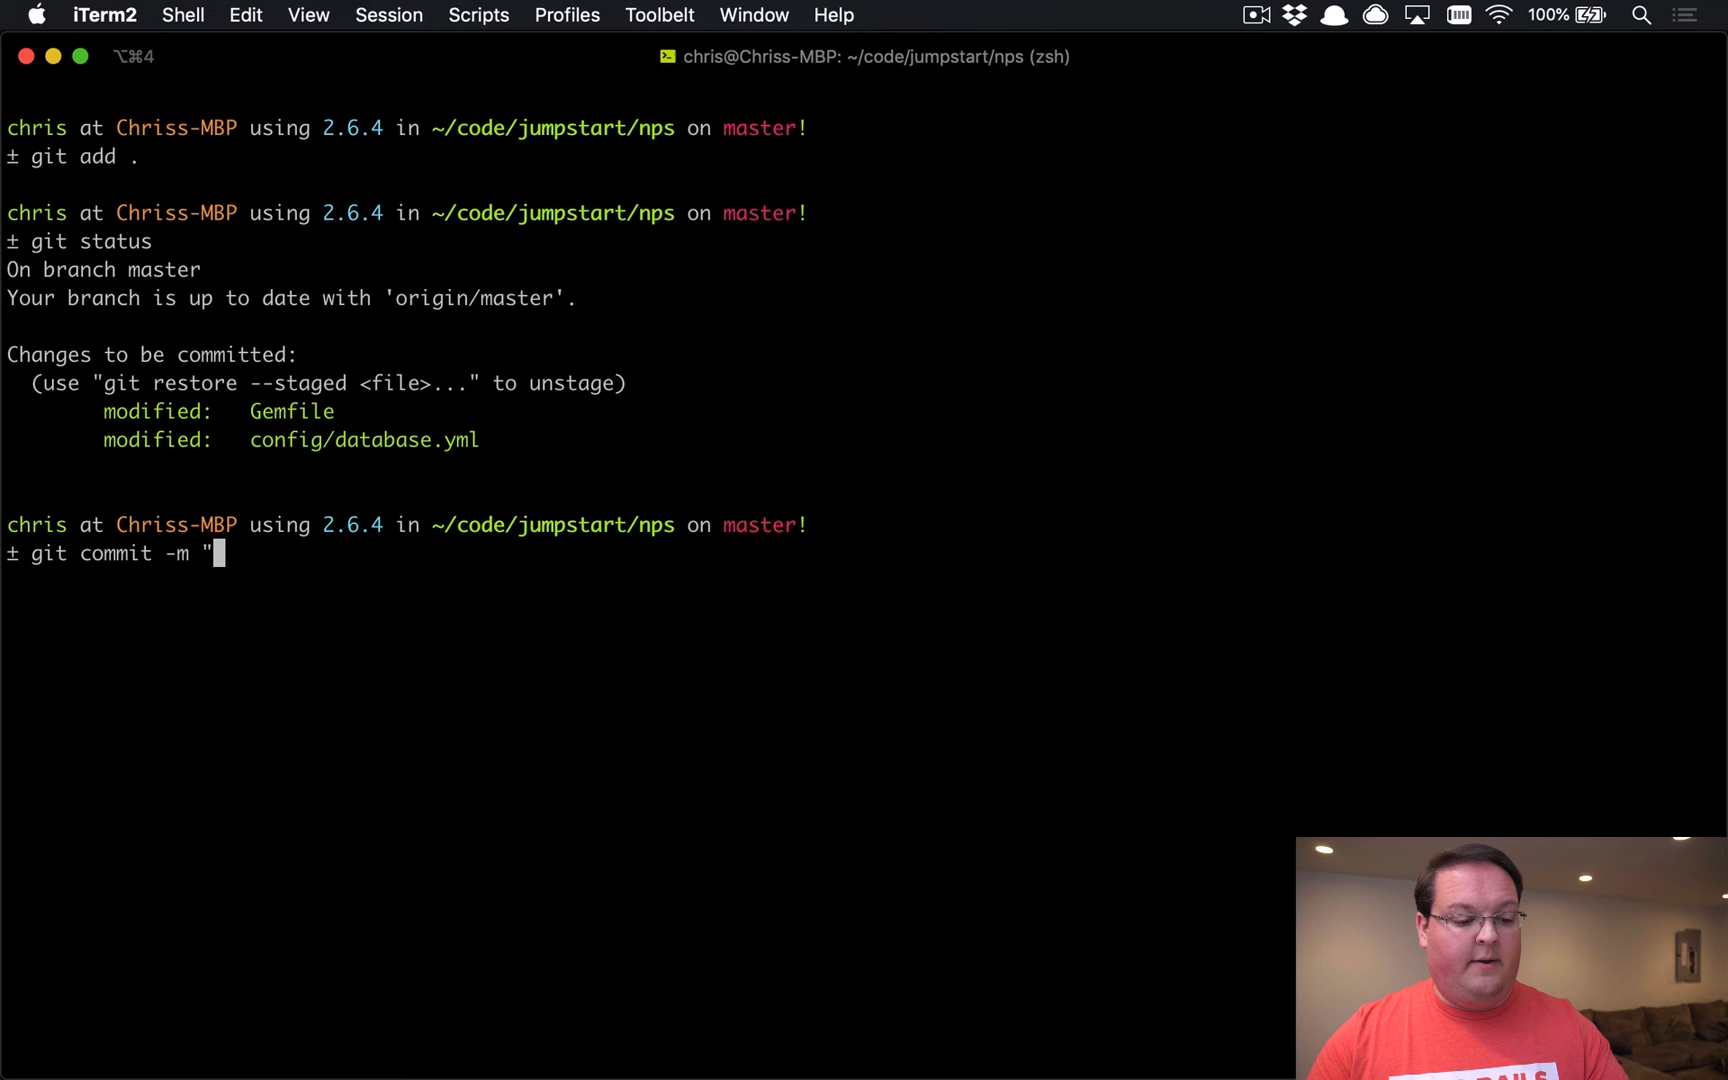 iTerm2 Shell Edit View Session Scripts Profiles Toolbelt Window Help 100%
⌥⌘4 chris@Chriss-MBP: ~/code/jumpstart/nps (zsh)
chris at Chriss-MBP using 2.6.4 in ~/code/jumpstart/nps on master!
± git add .
chris at Chriss-MBP using 2.6.4 in ~/code/jumpstart/nps on master!
± git status
On branch master
Your branch is up to date with 'origin/master'.
Changes to be committed:
(use "git restore --staged <file>..." to unstage)
modified: Gemfile
modified: config/database.yml
chris at Chriss-MBP using 2.6.4 in ~/code/jumpstart/nps on master!
± git commit -m "